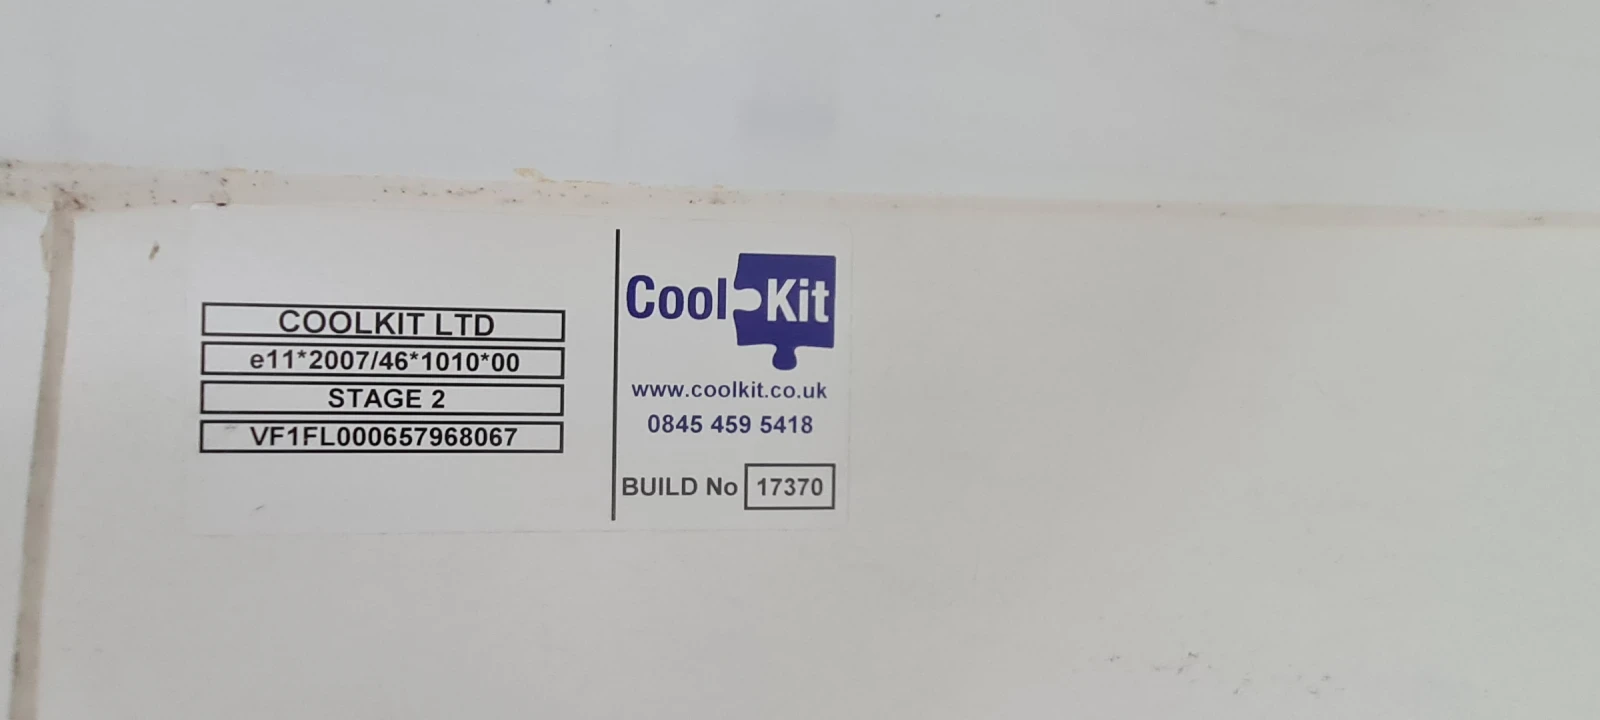 COOLKIT LTD
e11*2007/46*1010*00
STAGE 2
VF1FL000657968067
Cool Kit
www.coolkit.co.uk
0845 459 5418
BUILD No 17370